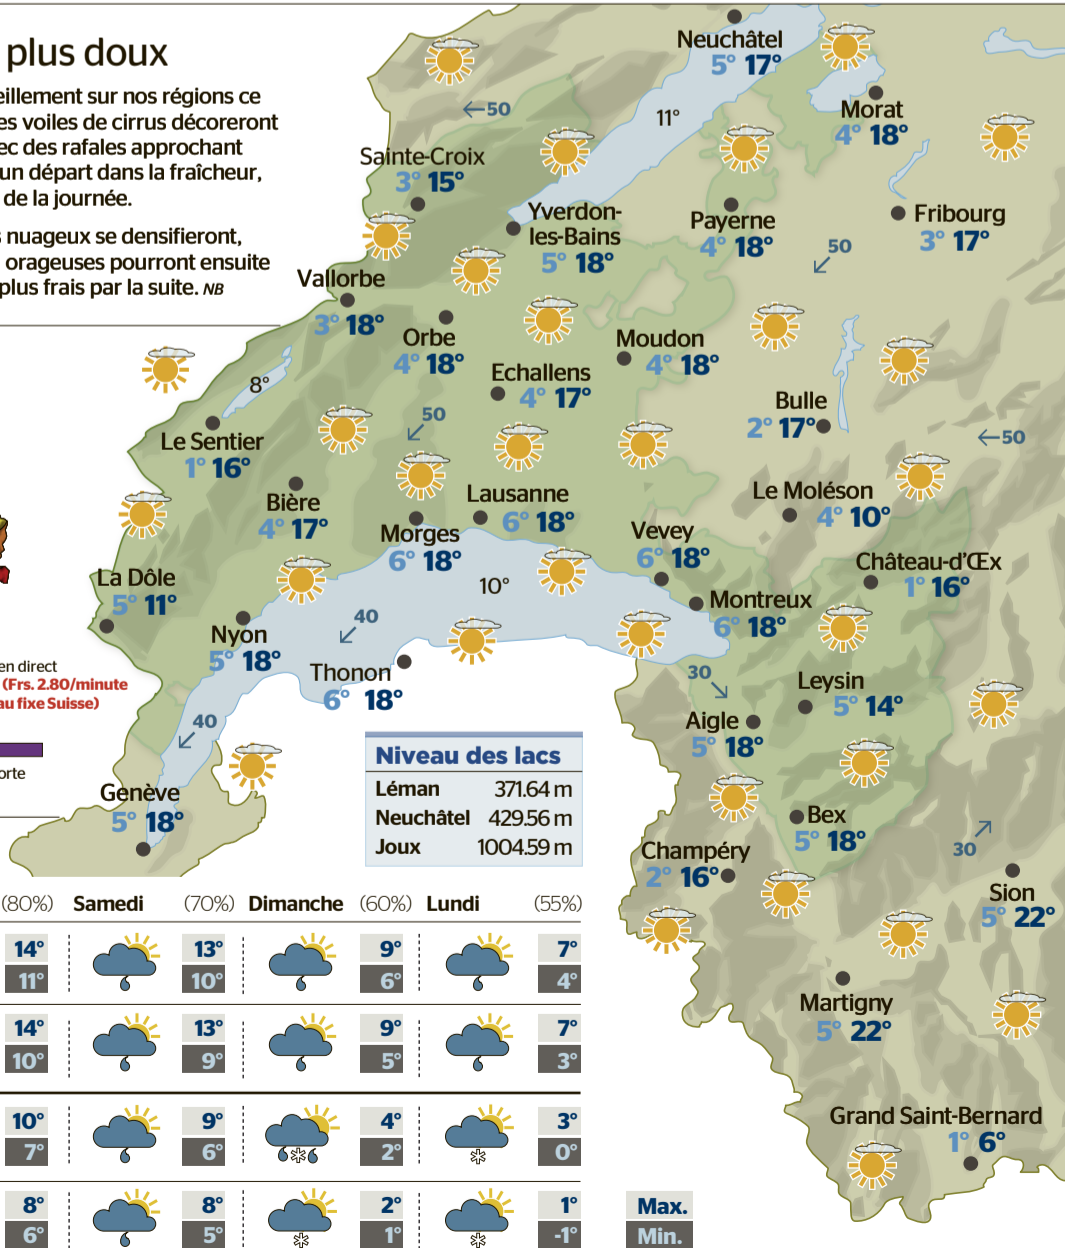 plus doux
eillement sur nos régions ce
es voiles de cirrus décoreront
ec des rafales approchant
un départ dans la fraîcheur,
de la journée.
s nuageux se densifieront,
orageuses pourront ensuite
plus frais par la suite. NB
Neuchâtel
5° 17°
←50
11°
Morat
4° 18°
Sainte-Croix
3° 15°
Yverdon-
les-Bains
5° 18°
Payerne
4° 18°
Fribourg
3° 17°
50
Vallorbe
3° 18°
Orbe
4° 18°
Moudon
4° 18°
Echallens
4° 17°
8°
Bulle
2° 17°
50
←50
Le Sentier
1° 16°
Bière
4° 17°
Morges
6° 18°
Lausanne
6° 18°
Le Moléson
4° 10°
Vevey
6° 18°
Château-d'Œx
1° 16°
La Dôle
5° 11°
10°
Montreux
6° 18°
40
Nyon
5° 18°
Thonon
6° 18°
en direct
(Frs. 2.80/minute
au fixe Suisse)
30
Leysin
5° 14°
Aigle
5° 18°
40
orte
Genève
5° 18°
Niveau des lacs
Léman 371.64 m
Neuchâtel 429.56 m
Joux 1004.59 m
Bex
5° 18°
30
Champéry
2° 16°
Sion
5° 22°
Martigny
5° 22°
Grand Saint-Bernard
1° 6°
(80%) Samedi (70%) Dimanche (60%) Lundi (55%)
14° 13° 9° 7°
11° 10° 6° 4°
14° 13° 9° 7°
10° 9° 5° 3°
10° 9° 4° 3°
7° 6° 2° 0°
8° 8° 2° 1°
6° 5° 1° -1°
Max.
Min.